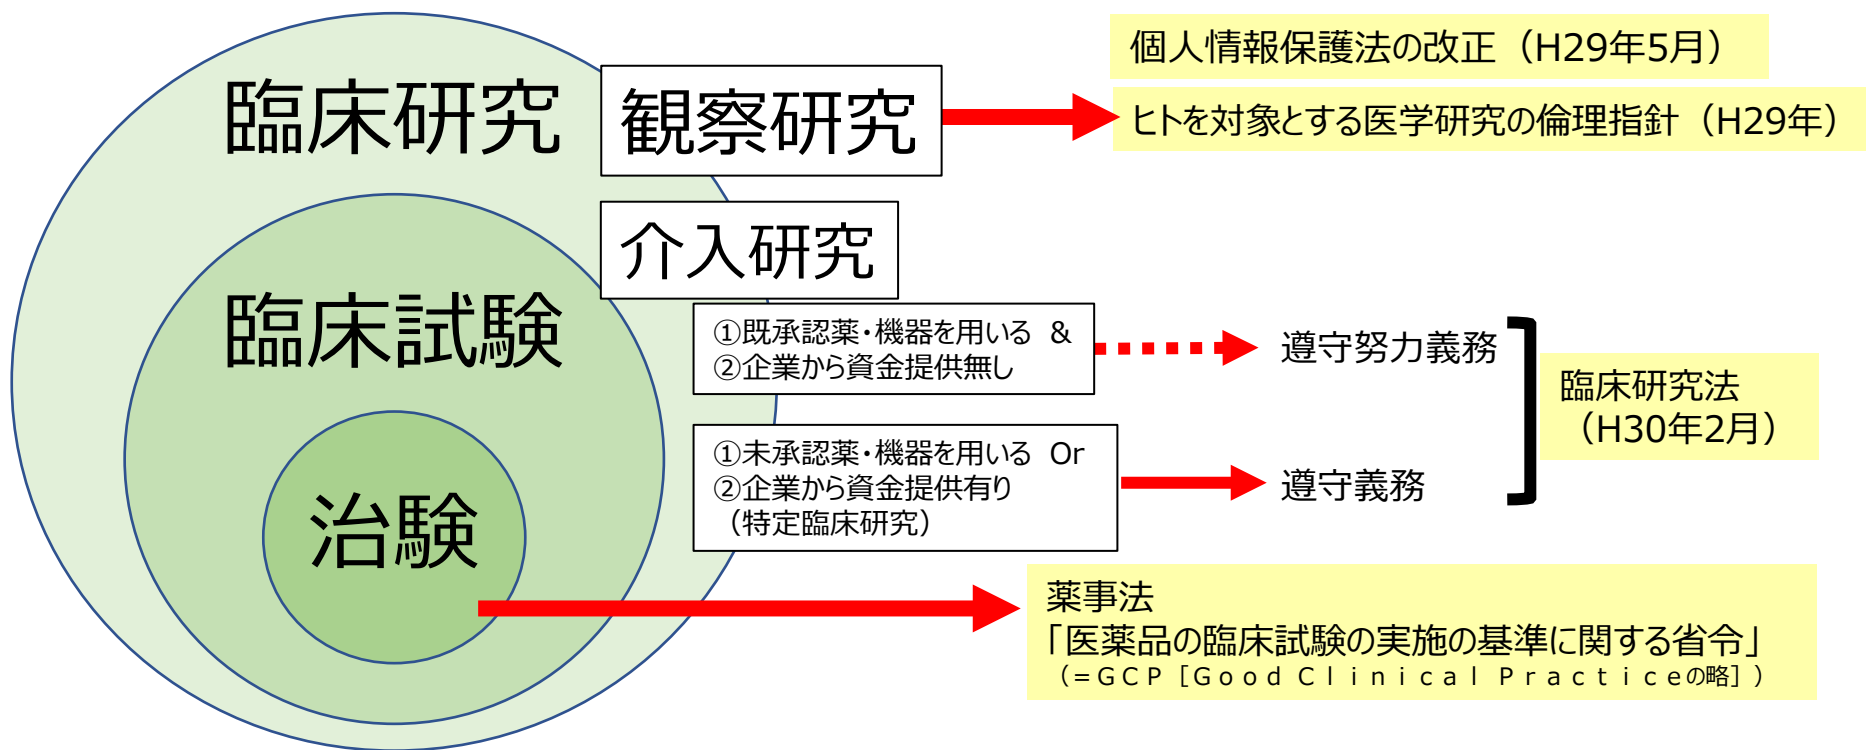 臨床研究
観察研究
個人情報保護法の改正（H29年5月）
ヒトを対象とする医学研究の倫理指針（H29年）
介入研究
臨床試験
①既承認薬・機器を用いる &
②企業から資金提供無し
遵守努力義務
臨床研究法
（H30年2月）
①未承認薬・機器を用いる Or
②企業から資金提供有り
（特定臨床研究）
遵守義務
治験
薬事法
「医薬品の臨床試験の実施の基準に関する省令」
（＝ＧＣＰ［Ｇｏｏｄ Ｃｌｉｎｉｃａｌ Ｐｒａｃｔｉｃｅの略］）